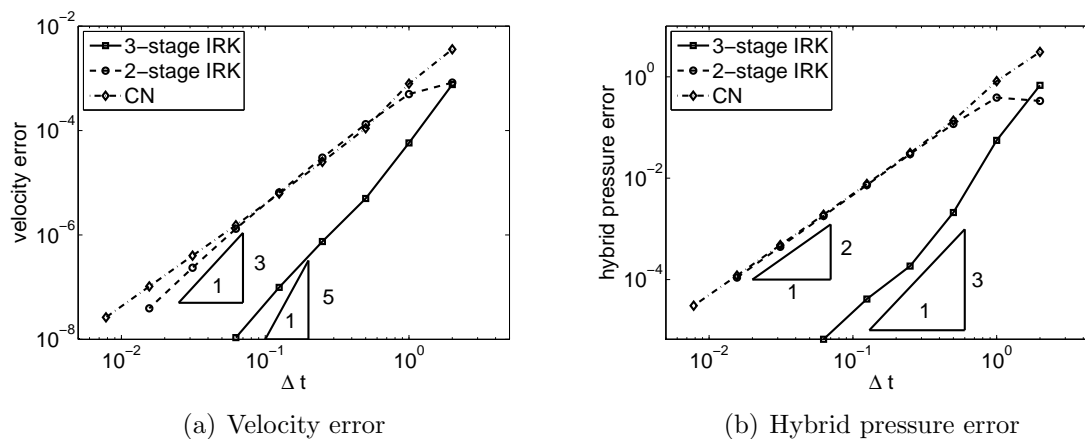 10^-2
10^-4
10^-6
10^-8
velocity error
3-stage IRK
2-stage IRK
CN
3
1
5
1
10^-2 10^-1 10^0
Δ t
(a) Velocity error
10^0
10^-2
10^-4
hybrid pressure error
3-stage IRK
2-stage IRK
CN
2
1
3
1
10^-2 10^-1 10^0
Δ t
(b) Hybrid pressure error